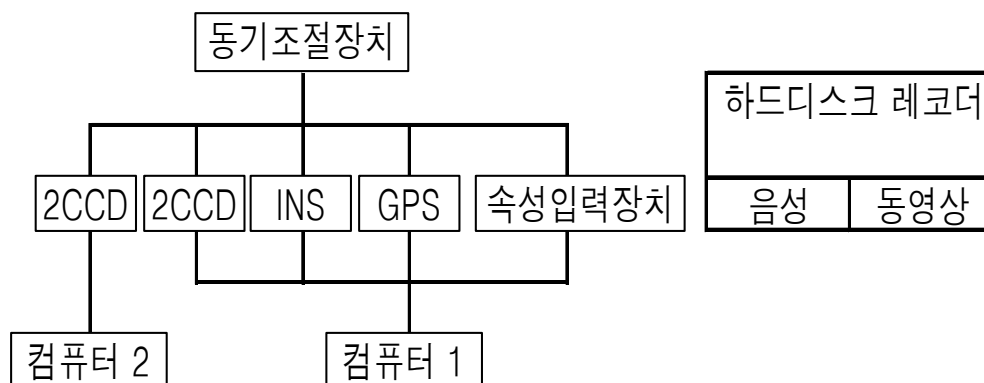 동기조절장치
하드디스크 레코더
2CCD
2CCD
INS
GPS
속성입력장치
음성
동영상
컴퓨터 2
컴퓨터 1